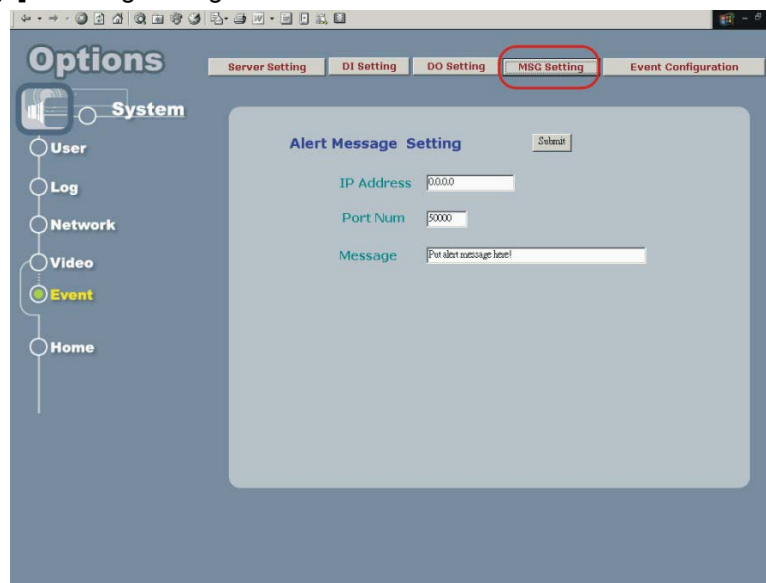 Options
Server Setting DI Setting DO Setting MSG Setting Event Configuration
System
User
Log
Network
Video
Event
Home
Alert Message Setting Submit
IP Address 0.0.0.0
Port Num 50000
Message Put alert message here!